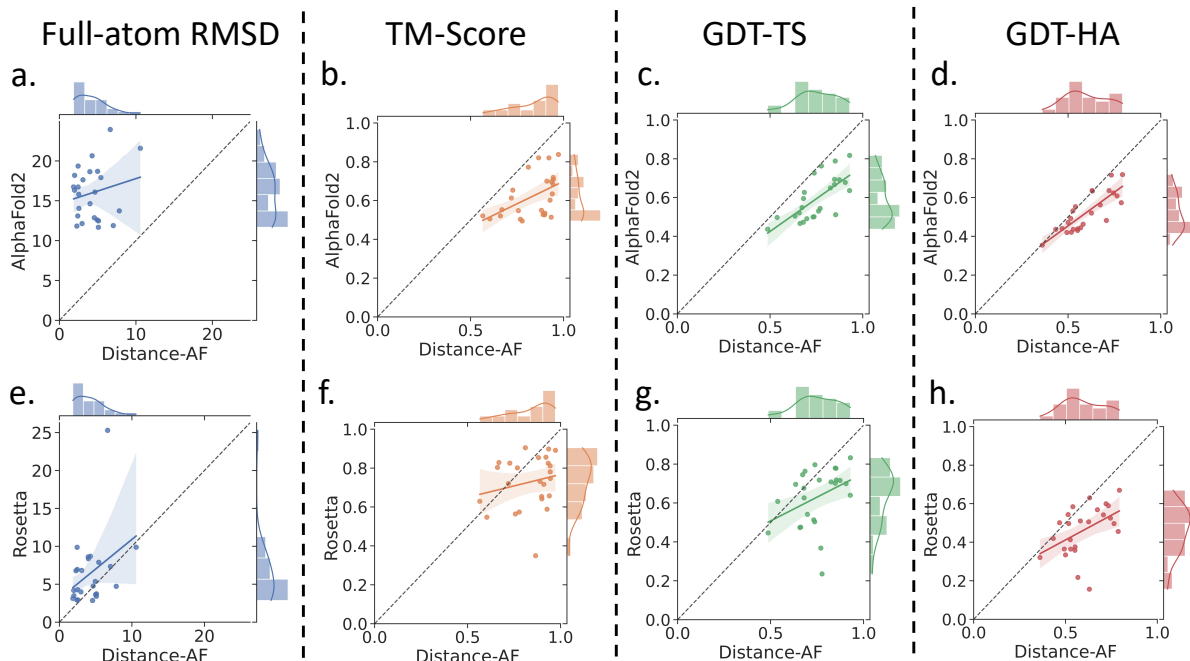 Full-atom RMSD
TM-Score
GDT-TS
GDT-HA
a.
b.
c.
d.
AlphaFold2
20
15
10
5
0
0
10
20
Distance-AF
AlphaFold2
1.0
0.8
0.6
0.4
0.2
0.0
0.0
0.5
1.0
Distance-AF
AlphaFold2
1.0
0.8
0.6
0.4
0.2
0.0
0.0
0.5
1.0
Distance-AF
AlphaFold2
1.0
0.8
0.6
0.4
0.2
0.0
0.0
0.5
1.0
Distance-AF
e.
f.
g.
h.
Rosetta
25
20
15
10
5
0
0
10
20
Distance-AF
Rosetta
1.0
0.8
0.6
0.4
0.2
0.0
0.0
0.5
1.0
Distance-AF
Rosetta
1.0
0.8
0.6
0.4
0.2
0.0
0.0
0.5
1.0
Distance-AF
Rosetta
1.0
0.8
0.6
0.4
0.2
0.0
0.0
0.5
1.0
Distance-AF